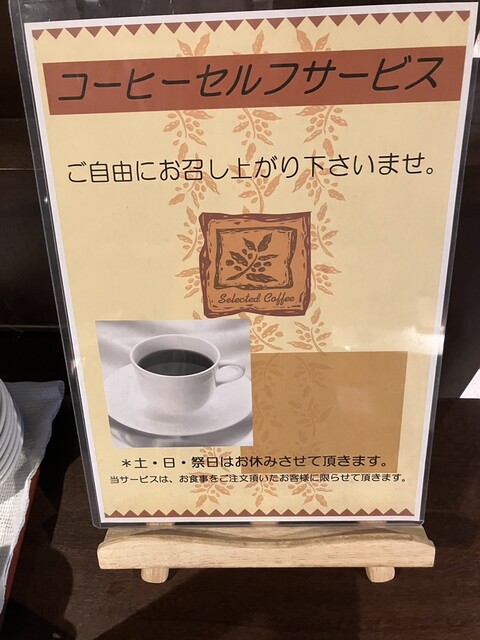 コーヒーセルフサービス
ご自由にお召し上がり下さいませ。
Selected Coffee
＊土・日・祭日はお休みさせて頂きます。
当サービスは、お食事をご注文頂いたお客様に限らせて頂きます。